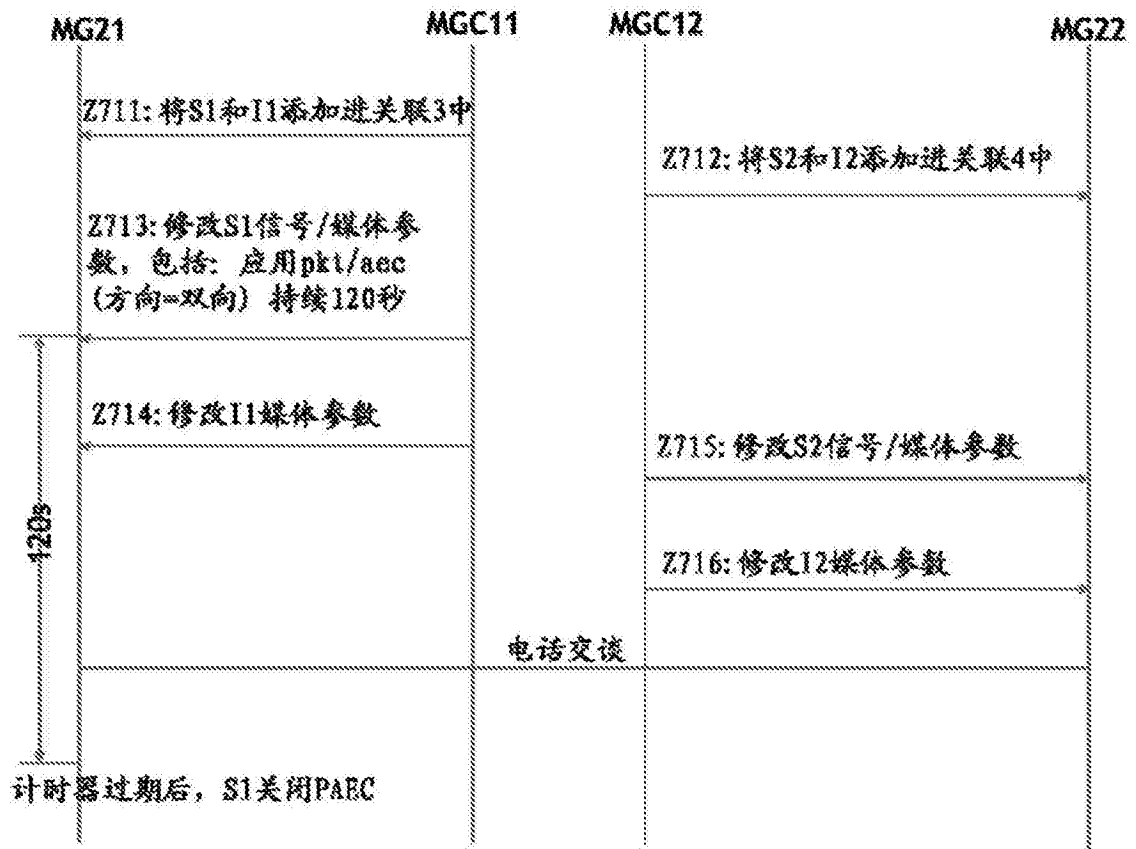 MG21
MGC11
MGC12
MG22
Z711:将S1和I1添加进关联3中
Z712:将S2和I2添加进关联4中
Z713:修改S1信号/媒体参
数，包括: 应用pkt/aec
(方向=双向) 持续120秒
Z714:修改I1媒体参数
Z715:修改S2信号/媒体参数
Z716:修改I2媒体参数
120s
电话交谈
计时器过期后，S1关闭PAEC